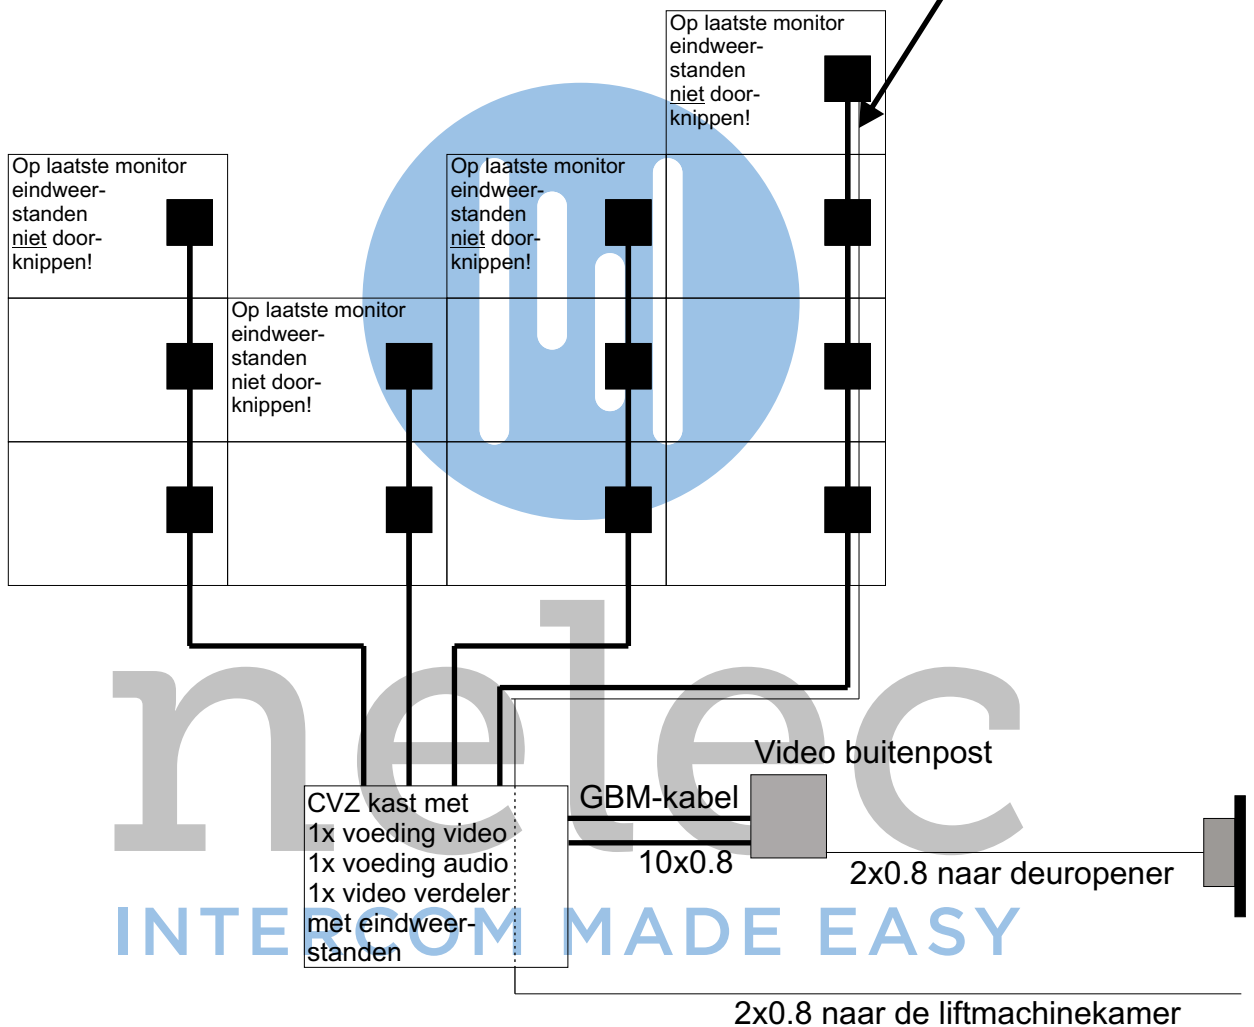 Op laatste monitor
eindweer-
standen
niet door-
knippen!
Op laatste monitor
eindweer-
standen
niet door-
knippen!
Op laatste monitor
eindweer-
standen
niet door-
knippen!
Op laatste monitor
eindweer-
standen
niet door-
knippen!
nelec
Video buitenpost
GBM-kabel
10x0.8
CVZ kast met
1x voeding video
1x voeding audio
1x video verdeler
met eindweer-
standen
2x0.8 naar deuropener
INTERCOM MADE EASY
2x0.8 naar de liftmachinekamer